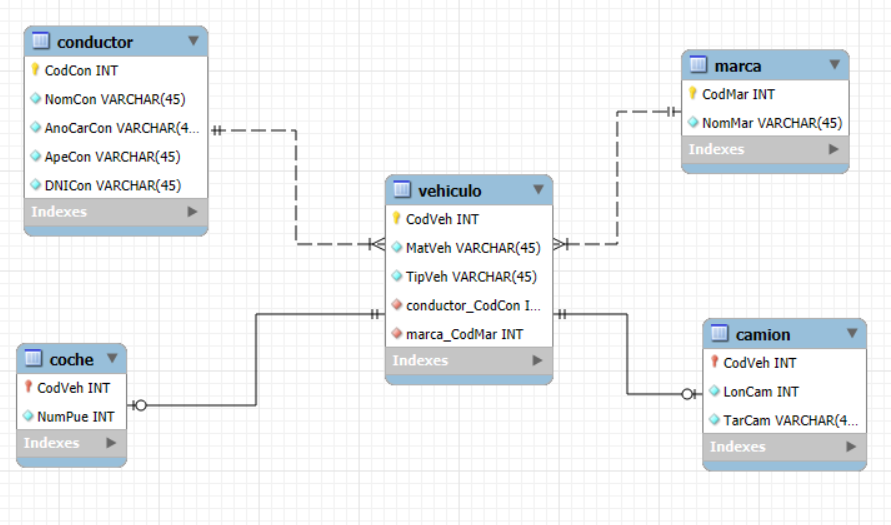 conductor
CodCon INT
NomCon VARCHAR(45)
AnoCarCon VARCHAR(4...
ApeCon VARCHAR(45)
DNICon VARCHAR(45)
Indexes
marca
CodMar INT
NomMar VARCHAR(45)
Indexes
vehiculo
CodVeh INT
MatVeh VARCHAR(45)
TipVeh VARCHAR(45)
conductor_CodCon I...
marca_CodMar INT
Indexes
coche
CodVeh INT
NumPue INT
Indexes
camion
CodVeh INT
LonCam INT
TarCam VARCHAR(4...
Indexes